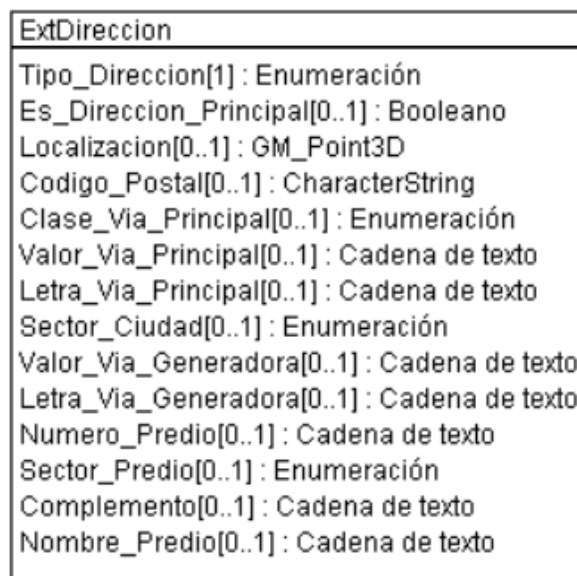 ExtDireccion
Tipo_Direccion[1] : Enumeración
Es_Direccion_Principal[0..1] : Booleano
Localizacion[0..1] : GM_Point3D
Codigo_Postal[0..1] : CharacterString
Clase_Via_Principal[0..1] : Enumeración
Valor_Via_Principal[0..1] : Cadena de texto
Letra_Via_Principal[0..1] : Cadena de texto
Sector_Ciudad[0..1] : Enumeración
Valor_Via_Generadora[0..1] : Cadena de texto
Letra_Via_Generadora[0..1] : Cadena de texto
Numero_Predio[0..1] : Cadena de texto
Sector_Predio[0..1] : Enumeración
Complemento[0..1] : Cadena de texto
Nombre_Predio[0..1] : Cadena de texto